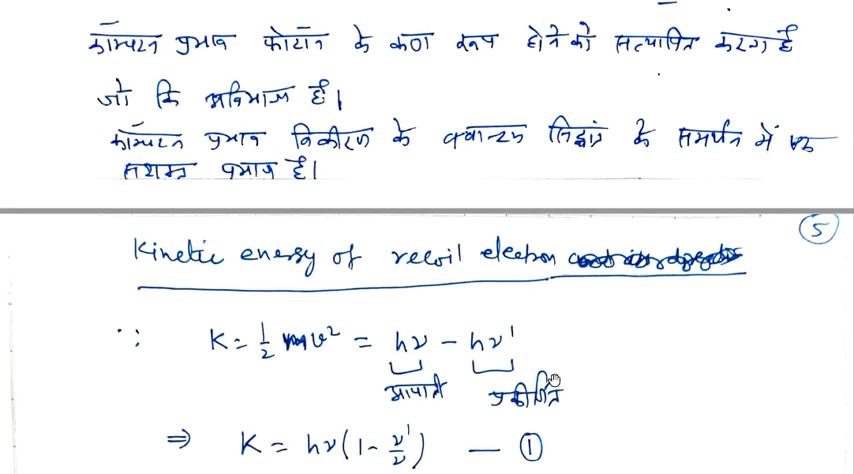 कॉम्पटन प्रभाव फोटॉन के कण रूप होने को सत्यापित करता है
जो कि अविभाज्य है।
कॉम्पटन प्रभाव विकीरण के क्वान्टम सिद्धांत के समर्थन में एक
सशक्त प्रमाण है।
5
Kinetic energy of recoil electron
∵ K = 1/2 mv² = hν − hν'
आपाती प्रकीर्णित
⇒ K = hν(1 − ν'/ν) — ①